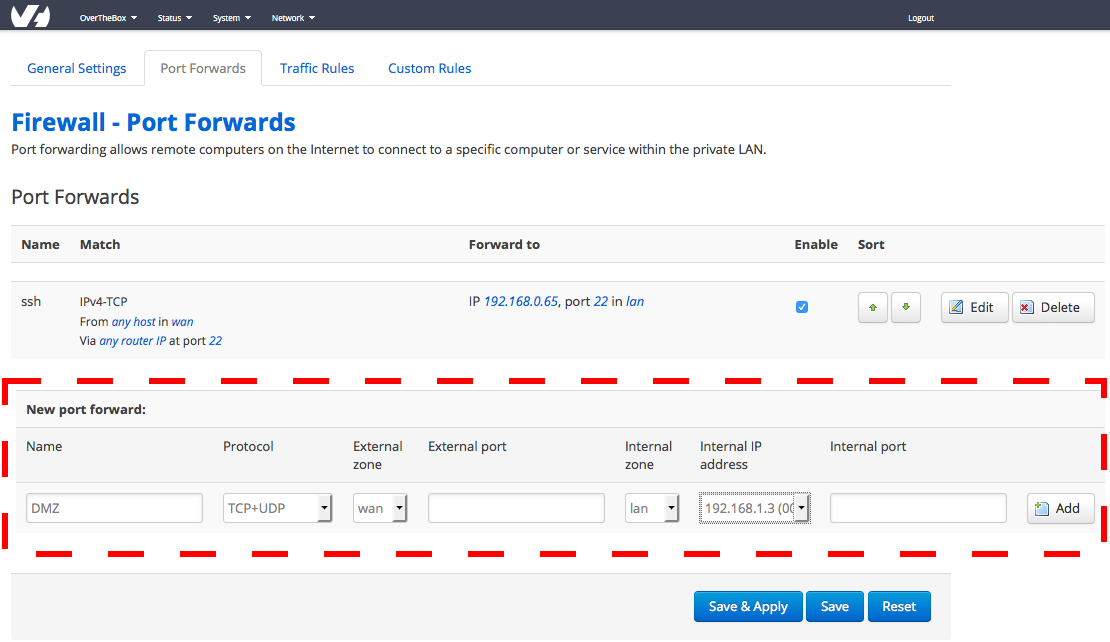 OverTheBox Status System Network Logout
General Settings Port Forwards Traffic Rules Custom Rules
Firewall - Port Forwards
Port forwarding allows remote computers on the Internet to connect to a specific computer or service within the private LAN.
Port Forwards
Name Match Forward to Enable Sort
ssh IPv4-TCP IP 192.168.0.65, port 22 in lan Edit Delete
From any host in wan
Via any router IP at port 22
New port forward:
Name Protocol External zone External port Internal zone Internal IP address Internal port
DMZ TCP+UDP wan lan 192.168.1.3 (00 Add
Save & Apply Save Reset